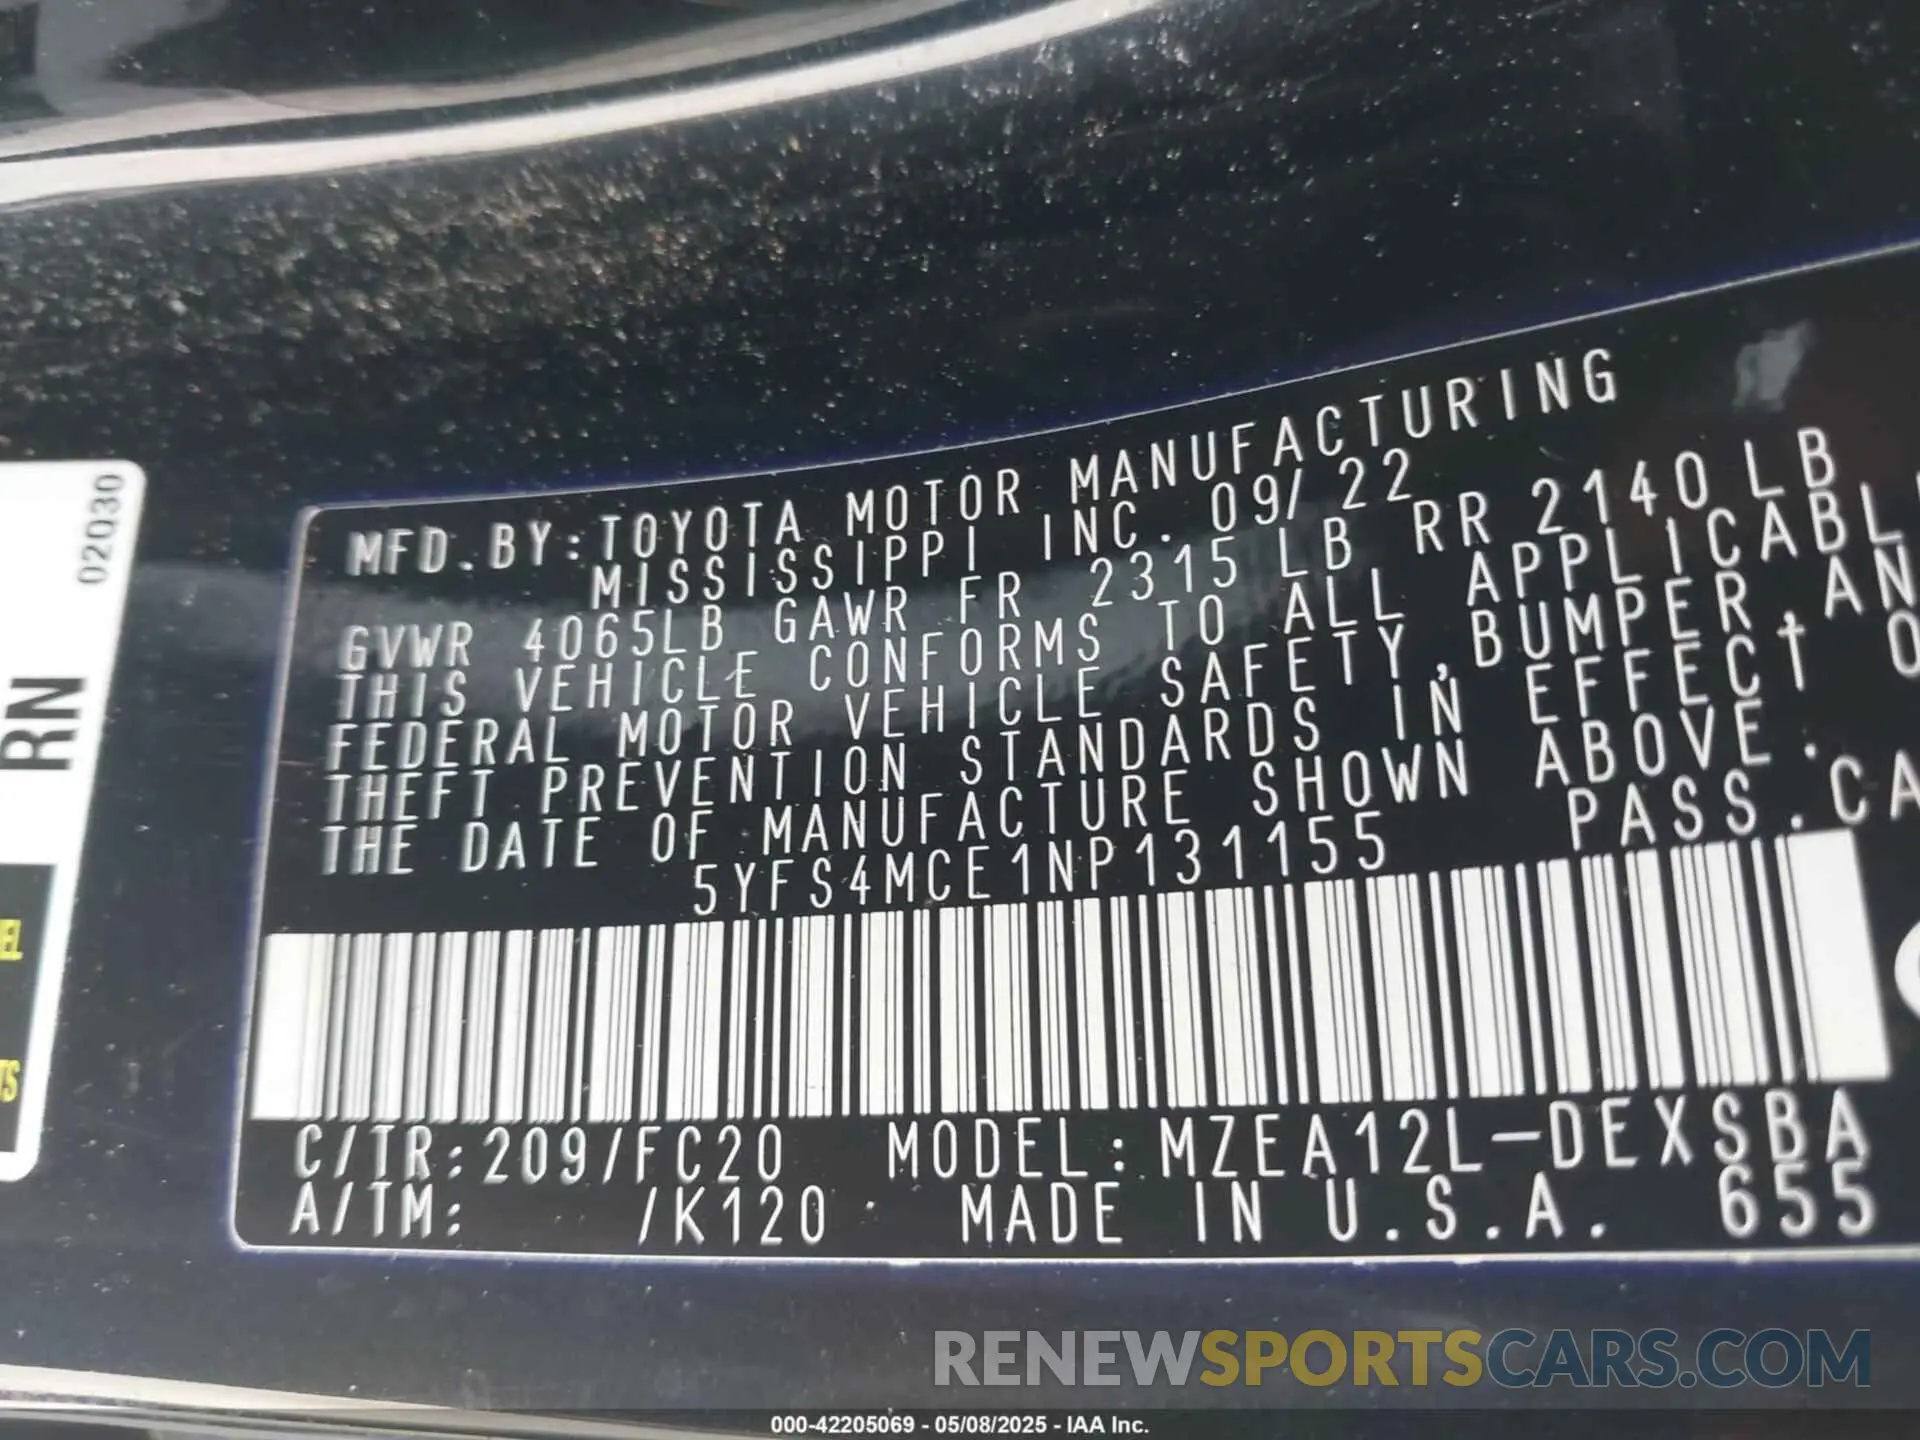 02Q30
RN
MFD.BY:TOYOTA MOTOR MANUFACTURING
MISSISSIPPI INC. 09/22
GVWR 4065LB GAWR FR 2315 LB RR 2140LB
THIS VEHICLE CONFORMS TO ALL APPLICABL
FEDERAL MOTOR VEHICLE SAFETY,BUMPER,AN
THEFT PREVENTION STANDARDS IN EFFECT O
THE DATE OF MANUFACTURE SHOWN ABOVE.
5YFS4MCE1NP131155 PASS.CA
C/TR:209/FC20 MODEL:MZEA12L-DEXSBA
A/TM: /K120 MADE IN U.S.A. 655
EL
TS
RENEWSPORTSCARS.COM
000-42205069 - 05/08/2025 - IAA Inc.